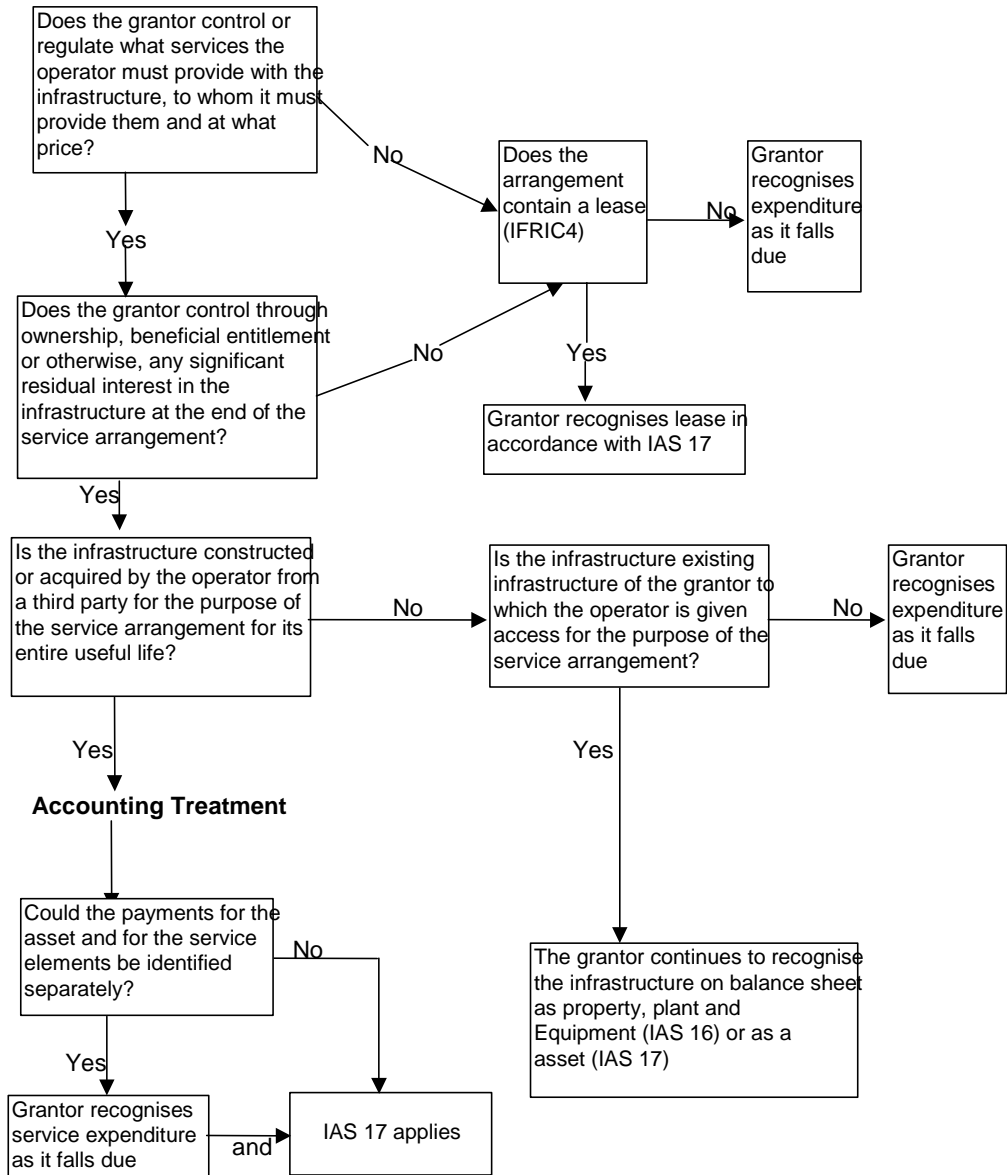 Does the grantor control or
regulate what services the
operator must provide with the
infrastructure, to whom it must
provide them and at what
price?
No
Does the
arrangement
contain a lease
(IFRIC4)
No
Grantor
recognises
expenditure
as it falls
due
Yes
Does the grantor control through
ownership, beneficial entitlement
or otherwise, any significant
residual interest in the
infrastructure at the end of the
service arrangement?
No
Yes
Grantor recognises lease in
accordance with IAS 17
Yes
Is the infrastructure constructed
or acquired by the operator from
a third party for the purpose of
the service arrangement for its
entire useful life?
No
Is the infrastructure existing
infrastructure of the grantor to
which the operator is given
access for the purpose of the
service arrangement?
No
Grantor
recognises
expenditure
as it falls
due
Yes
Yes
Accounting Treatment
Could the payments for the
asset and for the service
elements be identified
separately?
No
The grantor continues to recognise
the infrastructure on balance sheet
as property, plant and
Equipment (IAS 16) or as a
asset (IAS 17)
Yes
Grantor recognises
service expenditure
as it falls due
and
IAS 17 applies